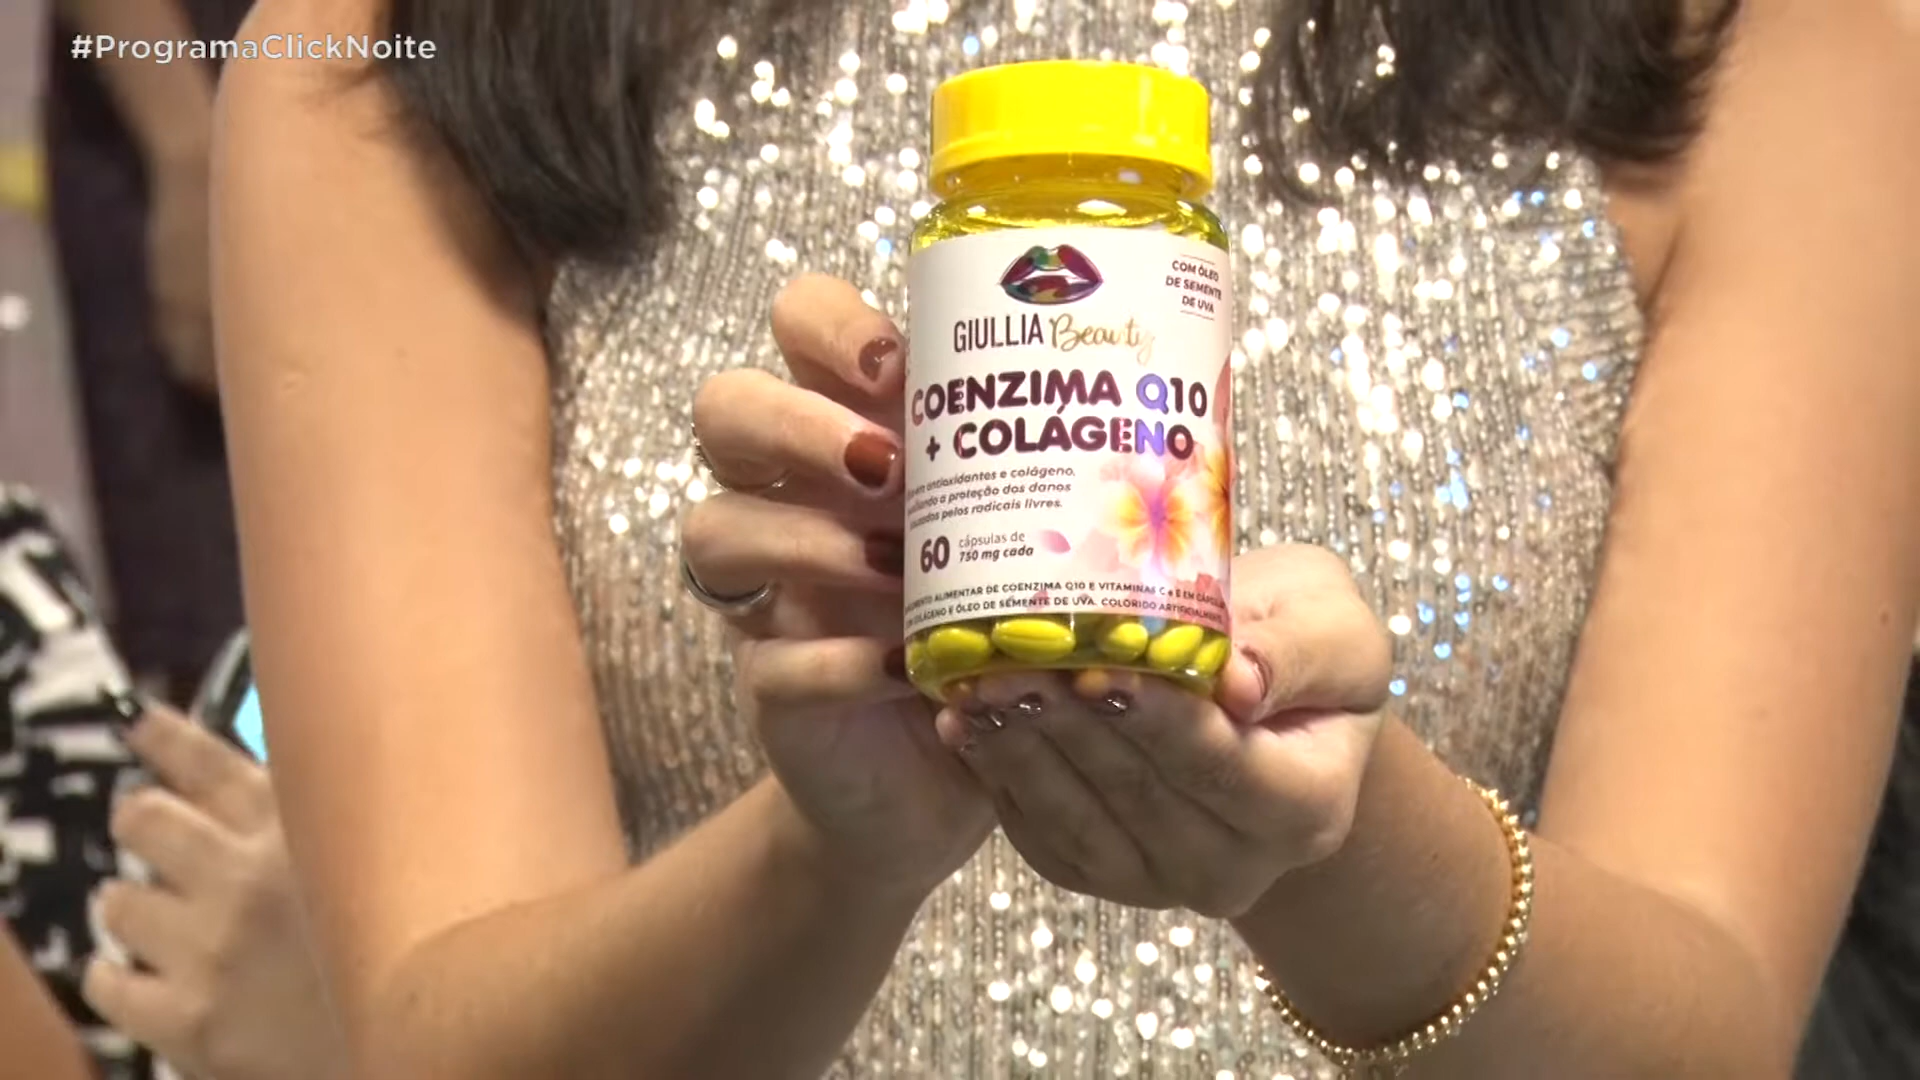 #ProgramaClickNoite
COM ÓLEO
DE SEMENTE
DE UVA
GIULLIA Beauty
COENZIMA Q10
+ COLÁGENO
antioxidantes e colágeno,
a proteção dos danos
pelos radicais livres.
60 cápsulas de
750 mg cada
ALIMENTAR DE COENZIMA Q10 E VITAMINAS C e E EM
COLÁGENO E ÓLEO DE SEMENTE DE UVA. COLORIDO ARTIFICIALMENTE